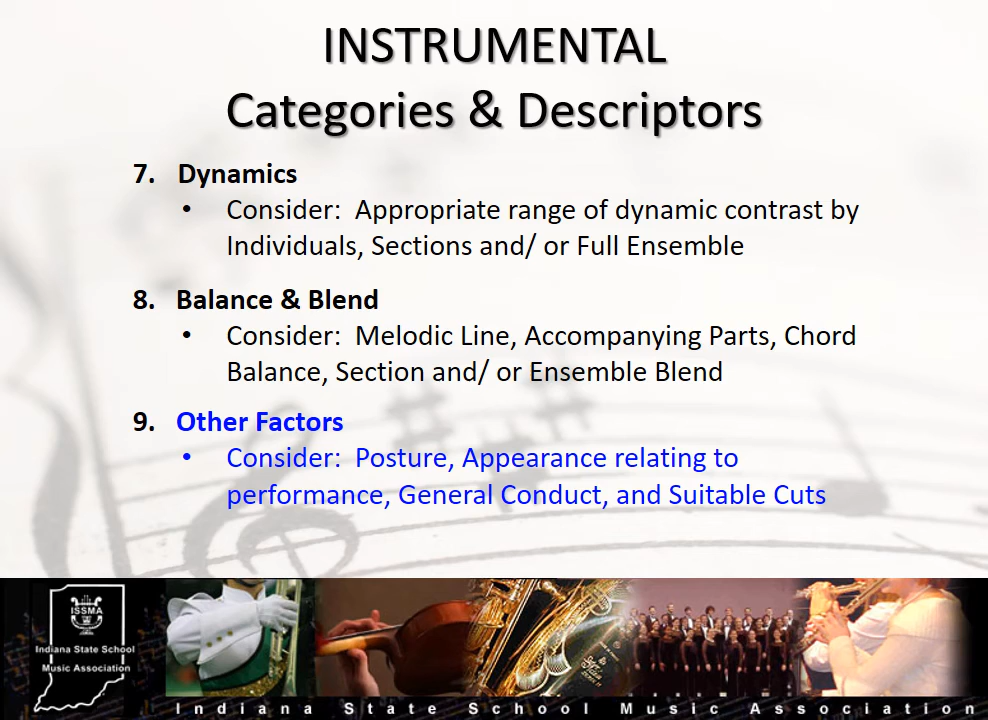 INSTRUMENTAL
Categories & Descriptors
7. Dynamics
• Consider: Appropriate range of dynamic contrast by
Individuals, Sections and/ or Full Ensemble
8. Balance & Blend
• Consider: Melodic Line, Accompanying Parts, Chord
Balance, Section and/ or Ensemble Blend
9. Other Factors
• Consider: Posture, Appearance relating to
performance, General Conduct, and Suitable Cuts
ISSMA
Indiana State School
Music Association
Indiana State School Music Association